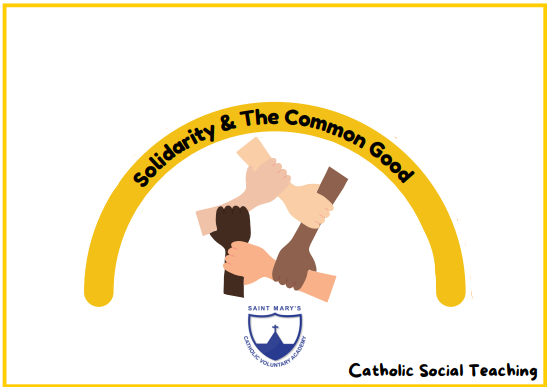 Solidarity & The Common Good
SAINT MARY'S
CATHOLIC VOLUNTARY ACADEMY
Catholic Social Teaching